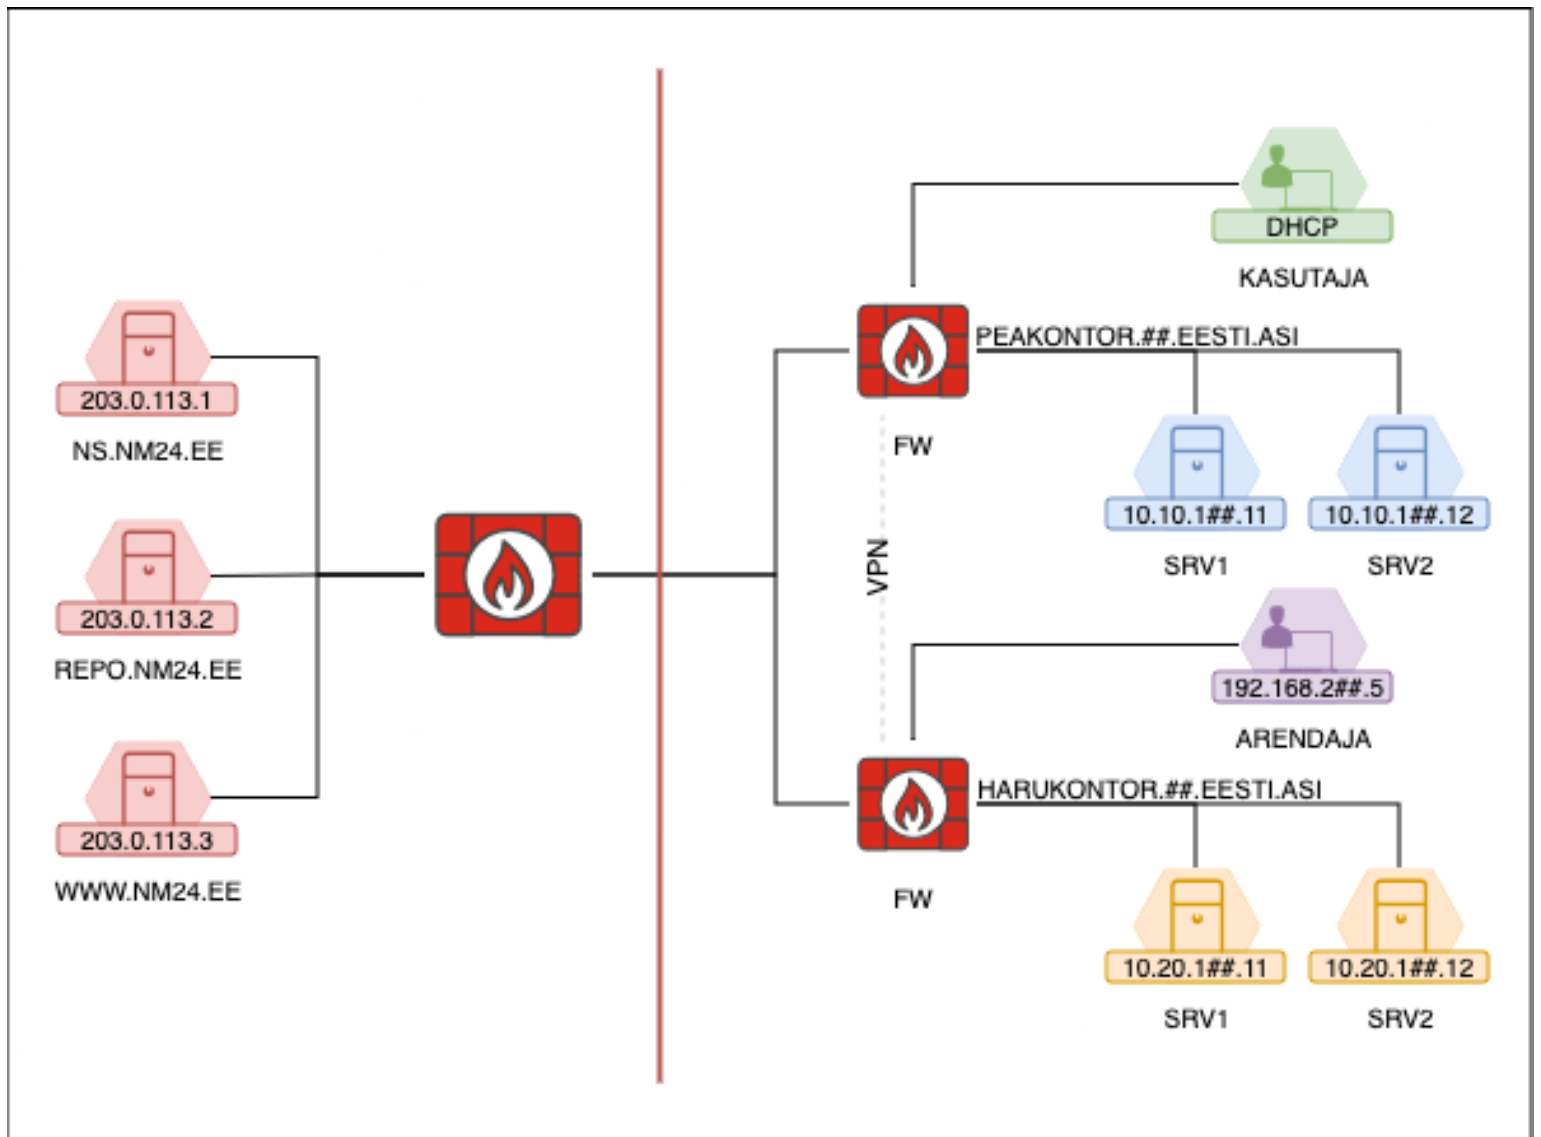 203.0.113.1
NS.NM24.EE
203.0.113.2
REPO.NM24.EE
203.0.113.3
WWW.NM24.EE
DHCP
KASUTAJA
PEAKONTOR.##.EESTI.ASI
FW
10.10.1##.11
SRV1
10.10.1##.12
SRV2
VPN
192.168.2##.5
ARENDAJA
HARUKONTOR.##.EESTI.ASI
FW
10.20.1##.11
SRV1
10.20.1##.12
SRV2